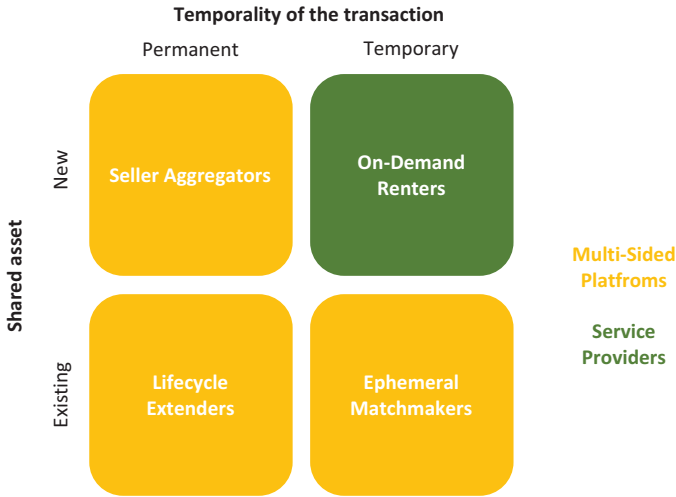 Temporality of the transaction
Permanent
Temporary
Shared asset
New
Seller Aggregators
On-Demand
Renters
Multi-Sided
Platfroms
Service
Providers
Existing
Lifecycle
Extenders
Ephemeral
Matchmakers